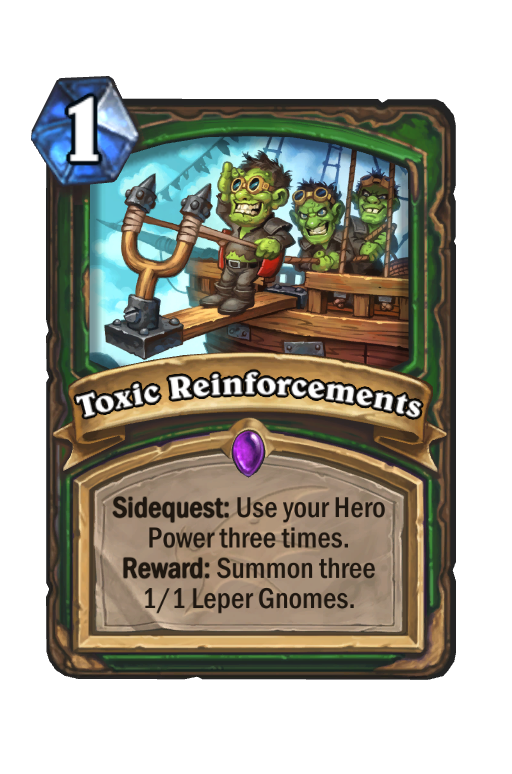 1
Toxic Reinforcements
Sidequest: Use your Hero
Power three times.
Reward: Summon three
1/1 Leper Gnomes.